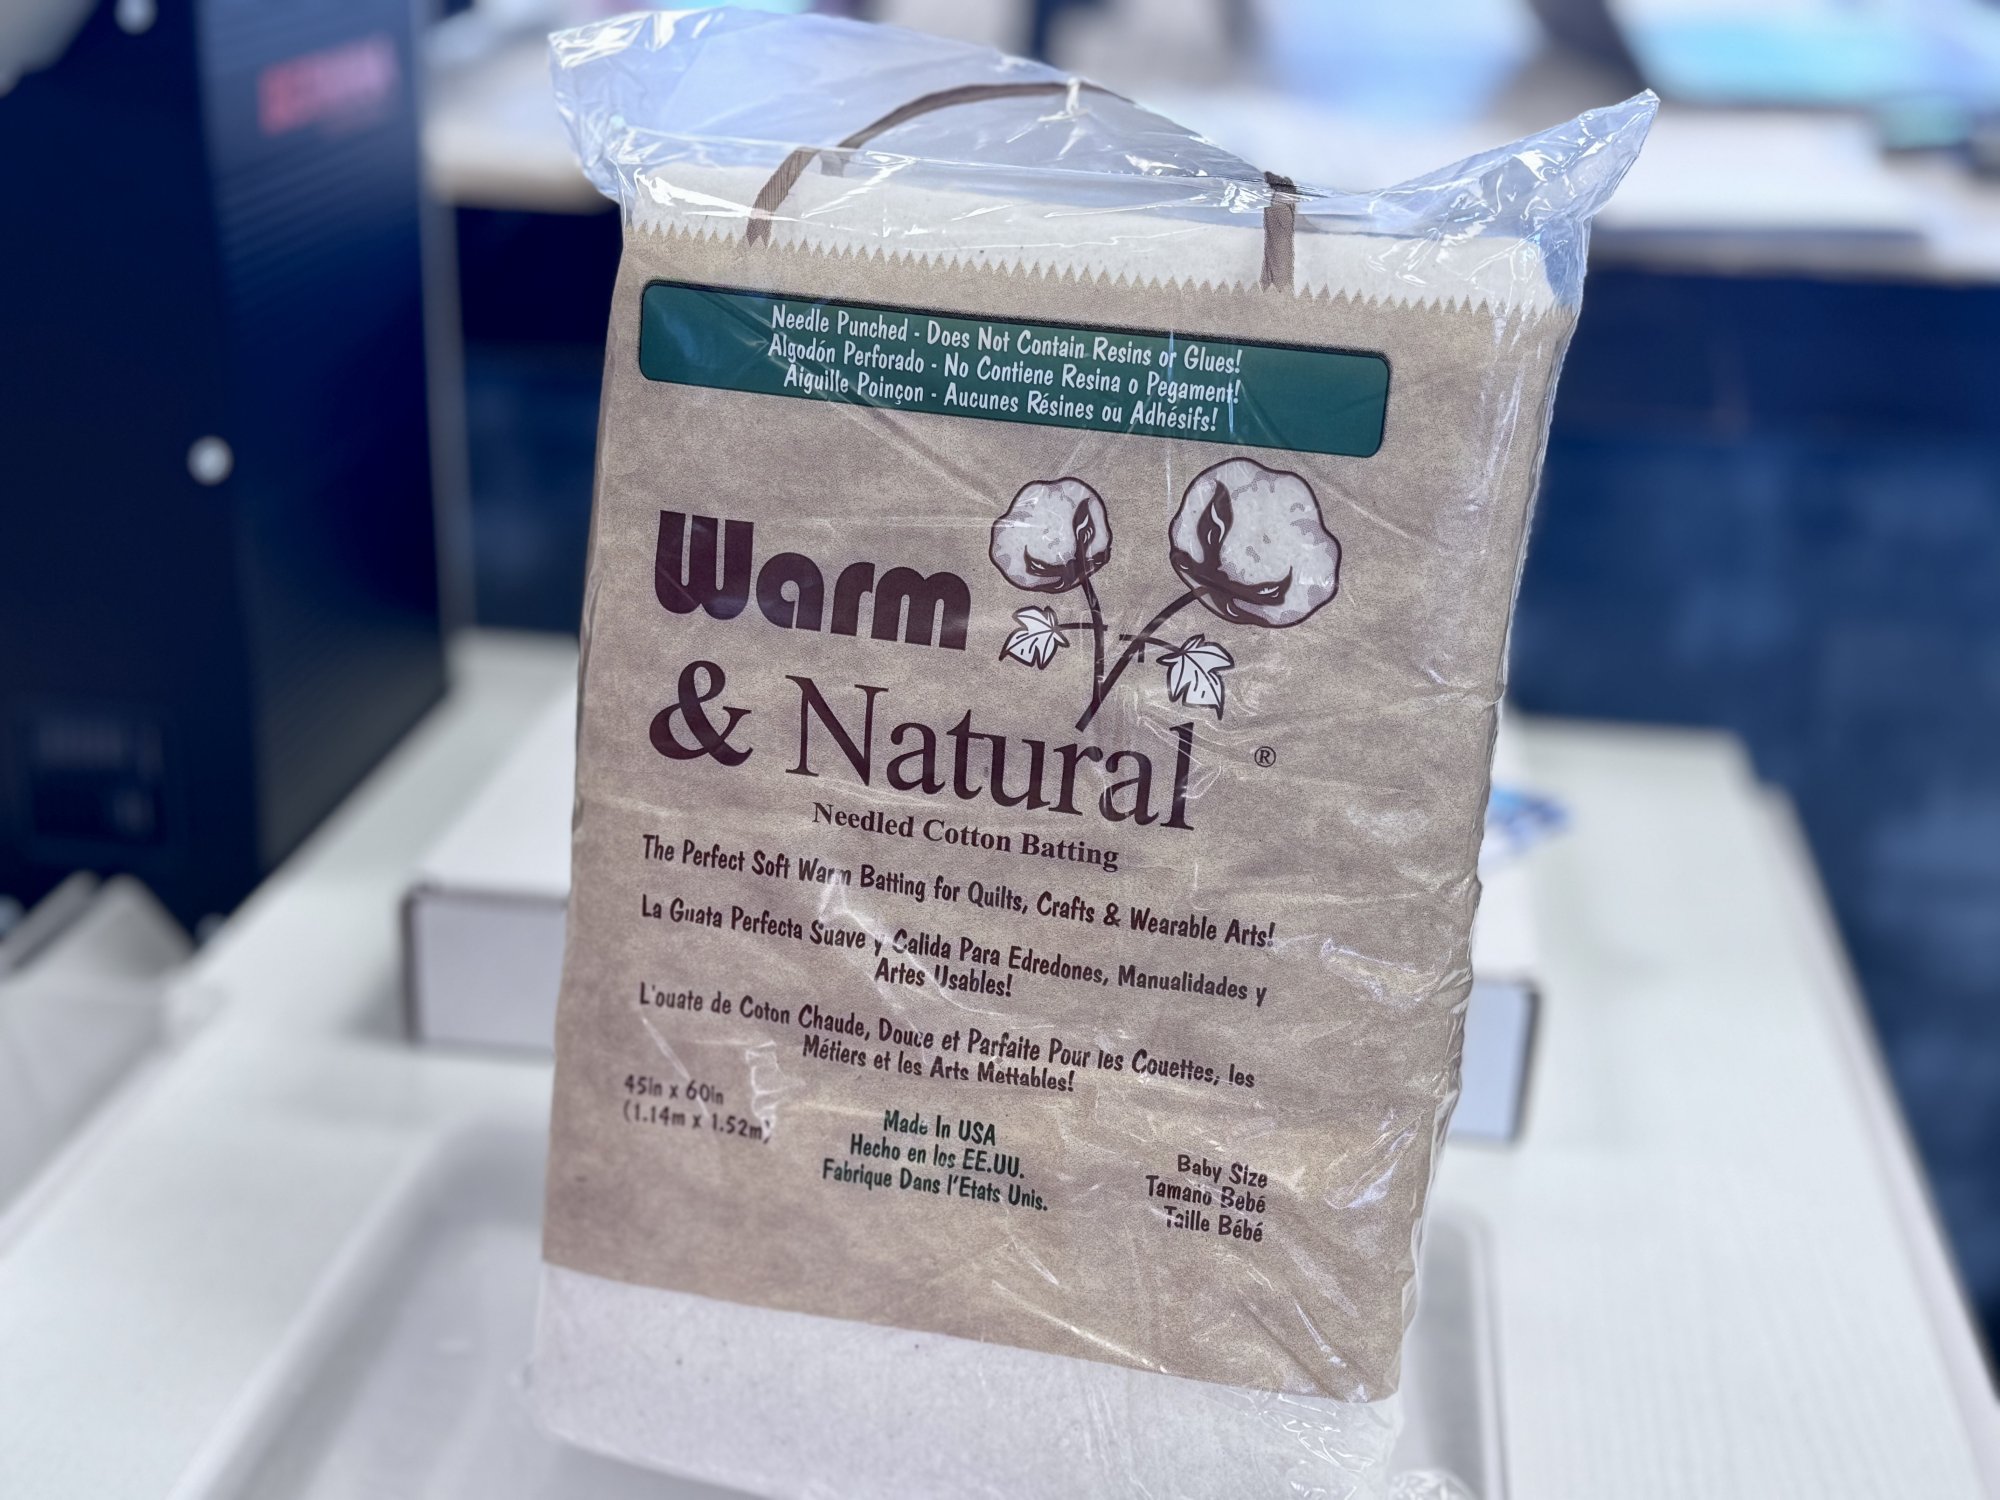 Needle Punched - Does Not Contain Resins or Glues!
Algodón Perforado - No Contiene Resina o Pegament!
Aiguille Poinçon - Aucunes Résines ou Adhésifs!
Warm
& Natural ®
Needled Cotton Batting
The Perfect Soft Warm Batting for Quilts, Crafts & Wearable Arts!
La Guata Perfecta Suave y Calida Para Edredones, Manualidades y
Artes Usables!
L'ouate de Coton Chaude, Douce et Parfaite Pour les Couettes, les
Métiers et les Arts Mettables!
45in x 60in
(1.14m x 1.52m)
Made In USA
Hecho en los EE.UU.
Fabrique Dans l'Etats Unis.
Baby Size
Tamano Bebé
Taille Bébé